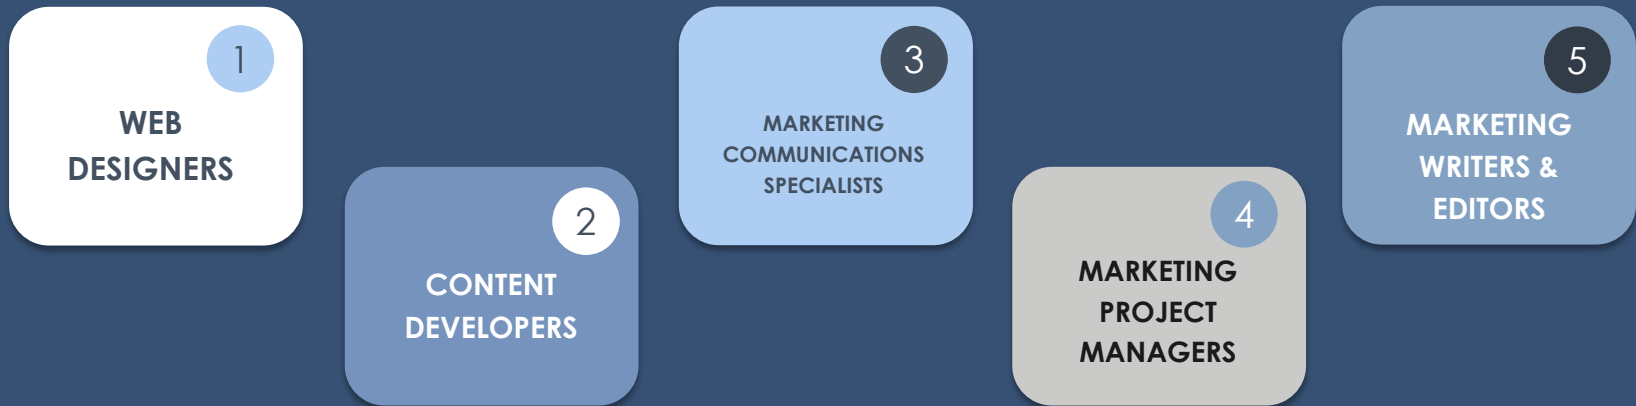 1
WEB
DESIGNERS
2
CONTENT
DEVELOPERS
3
MARKETING
COMMUNICATIONS
SPECIALISTS
4
MARKETING
PROJECT
MANAGERS
5
MARKETING
WRITERS &
EDITORS